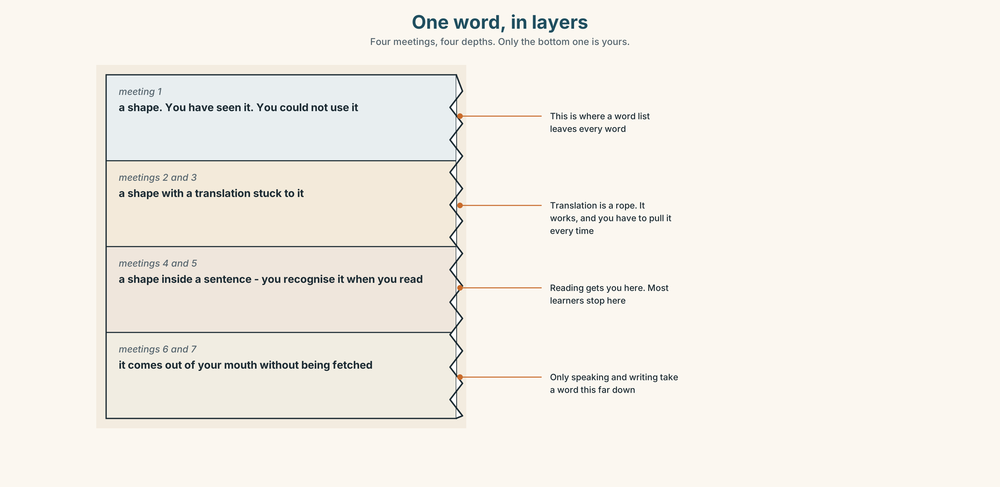 One word, in layers
Four meetings, four depths. Only the bottom one is yours.
meeting 1
a shape. You have seen it. You could not use it
This is where a word list
leaves every word
meetings 2 and 3
a shape with a translation stuck to it
Translation is a rope. It
works, and you have to pull it
every time
meetings 4 and 5
a shape inside a sentence - you recognise it when you read
Reading gets you here. Most
learners stop here
meetings 6 and 7
it comes out of your mouth without being fetched
Only speaking and writing take
a word this far down